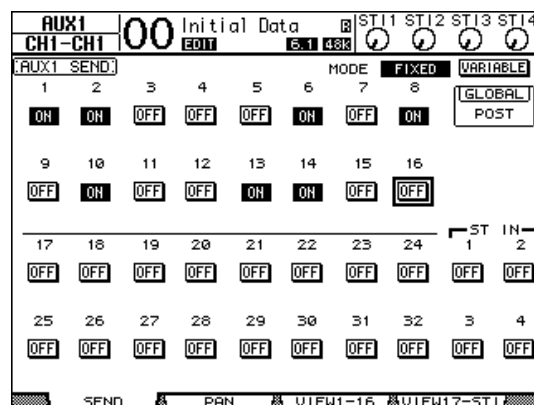 AUX1 00 Initial Data R ST1 ST12 ST13 ST14
CH1-CH1 EDIT 6.1 48k
AUX1 SEND MODE FIXED VARIABLE
1 2 3 4 5 6 7 8 GLOBAL
ON ON OFF OFF OFF ON OFF ON POST
9 10 11 12 13 14 15 16
OFF ON OFF OFF ON ON OFF OFF
ST IN
17 18 19 20 21 22 23 24 1 2
OFF OFF OFF OFF OFF OFF OFF OFF OFF OFF
25 26 27 28 29 30 31 32 3 4
OFF OFF OFF OFF OFF OFF OFF OFF OFF OFF
SEND PAN VIEW1-16 VIEW17-STI